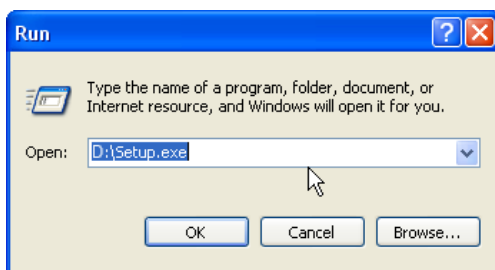 Run
Type the name of a program, folder, document, or
Internet resource, and Windows will open it for you.
Open: D:\Setup.exe
OK Cancel Browse...